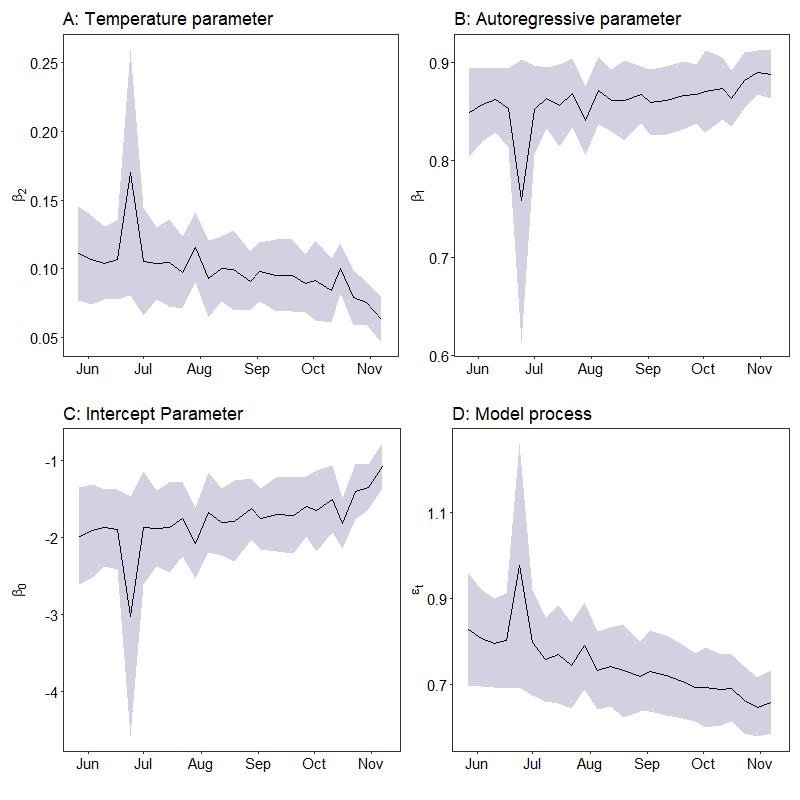 A: Temperature parameter
0.25
0.20
0.15
0.10
0.05
β2
Jun Jul Aug Sep Oct Nov
B: Autoregressive parameter
0.9
0.8
0.7
0.6
β1
Jun Jul Aug Sep Oct Nov
C: Intercept Parameter
-1
-2
-3
-4
β0
Jun Jul Aug Sep Oct Nov
D: Model process
1.1
0.9
0.7
εt
Jun Jul Aug Sep Oct Nov